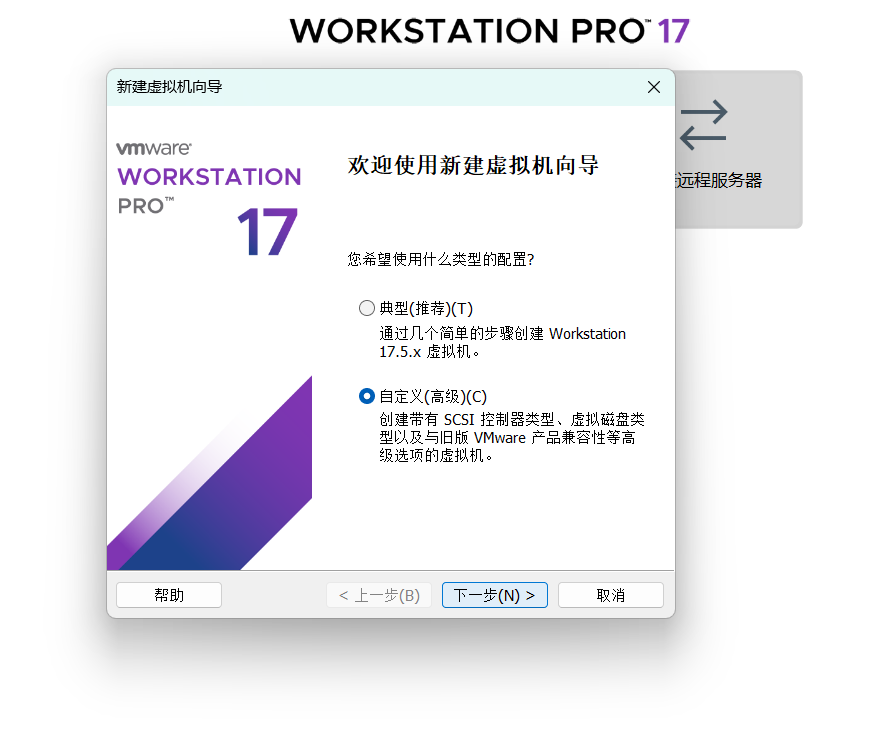 WORKSTATION PRO™ 17
新建虚拟机向导
vmware®
WORKSTATION
PRO™
17
欢迎使用新建虚拟机向导
您希望使用什么类型的配置?
典型(推荐)(T)
通过几个简单的步骤创建 Workstation
17.5.x 虚拟机。
自定义(高级)(C)
创建带有 SCSI 控制器类型、虚拟磁盘类
型以及与旧版 VMware 产品兼容性等高
级选项的虚拟机。
远程服务器
帮助
< 上一步(B)
下一步(N) >
取消